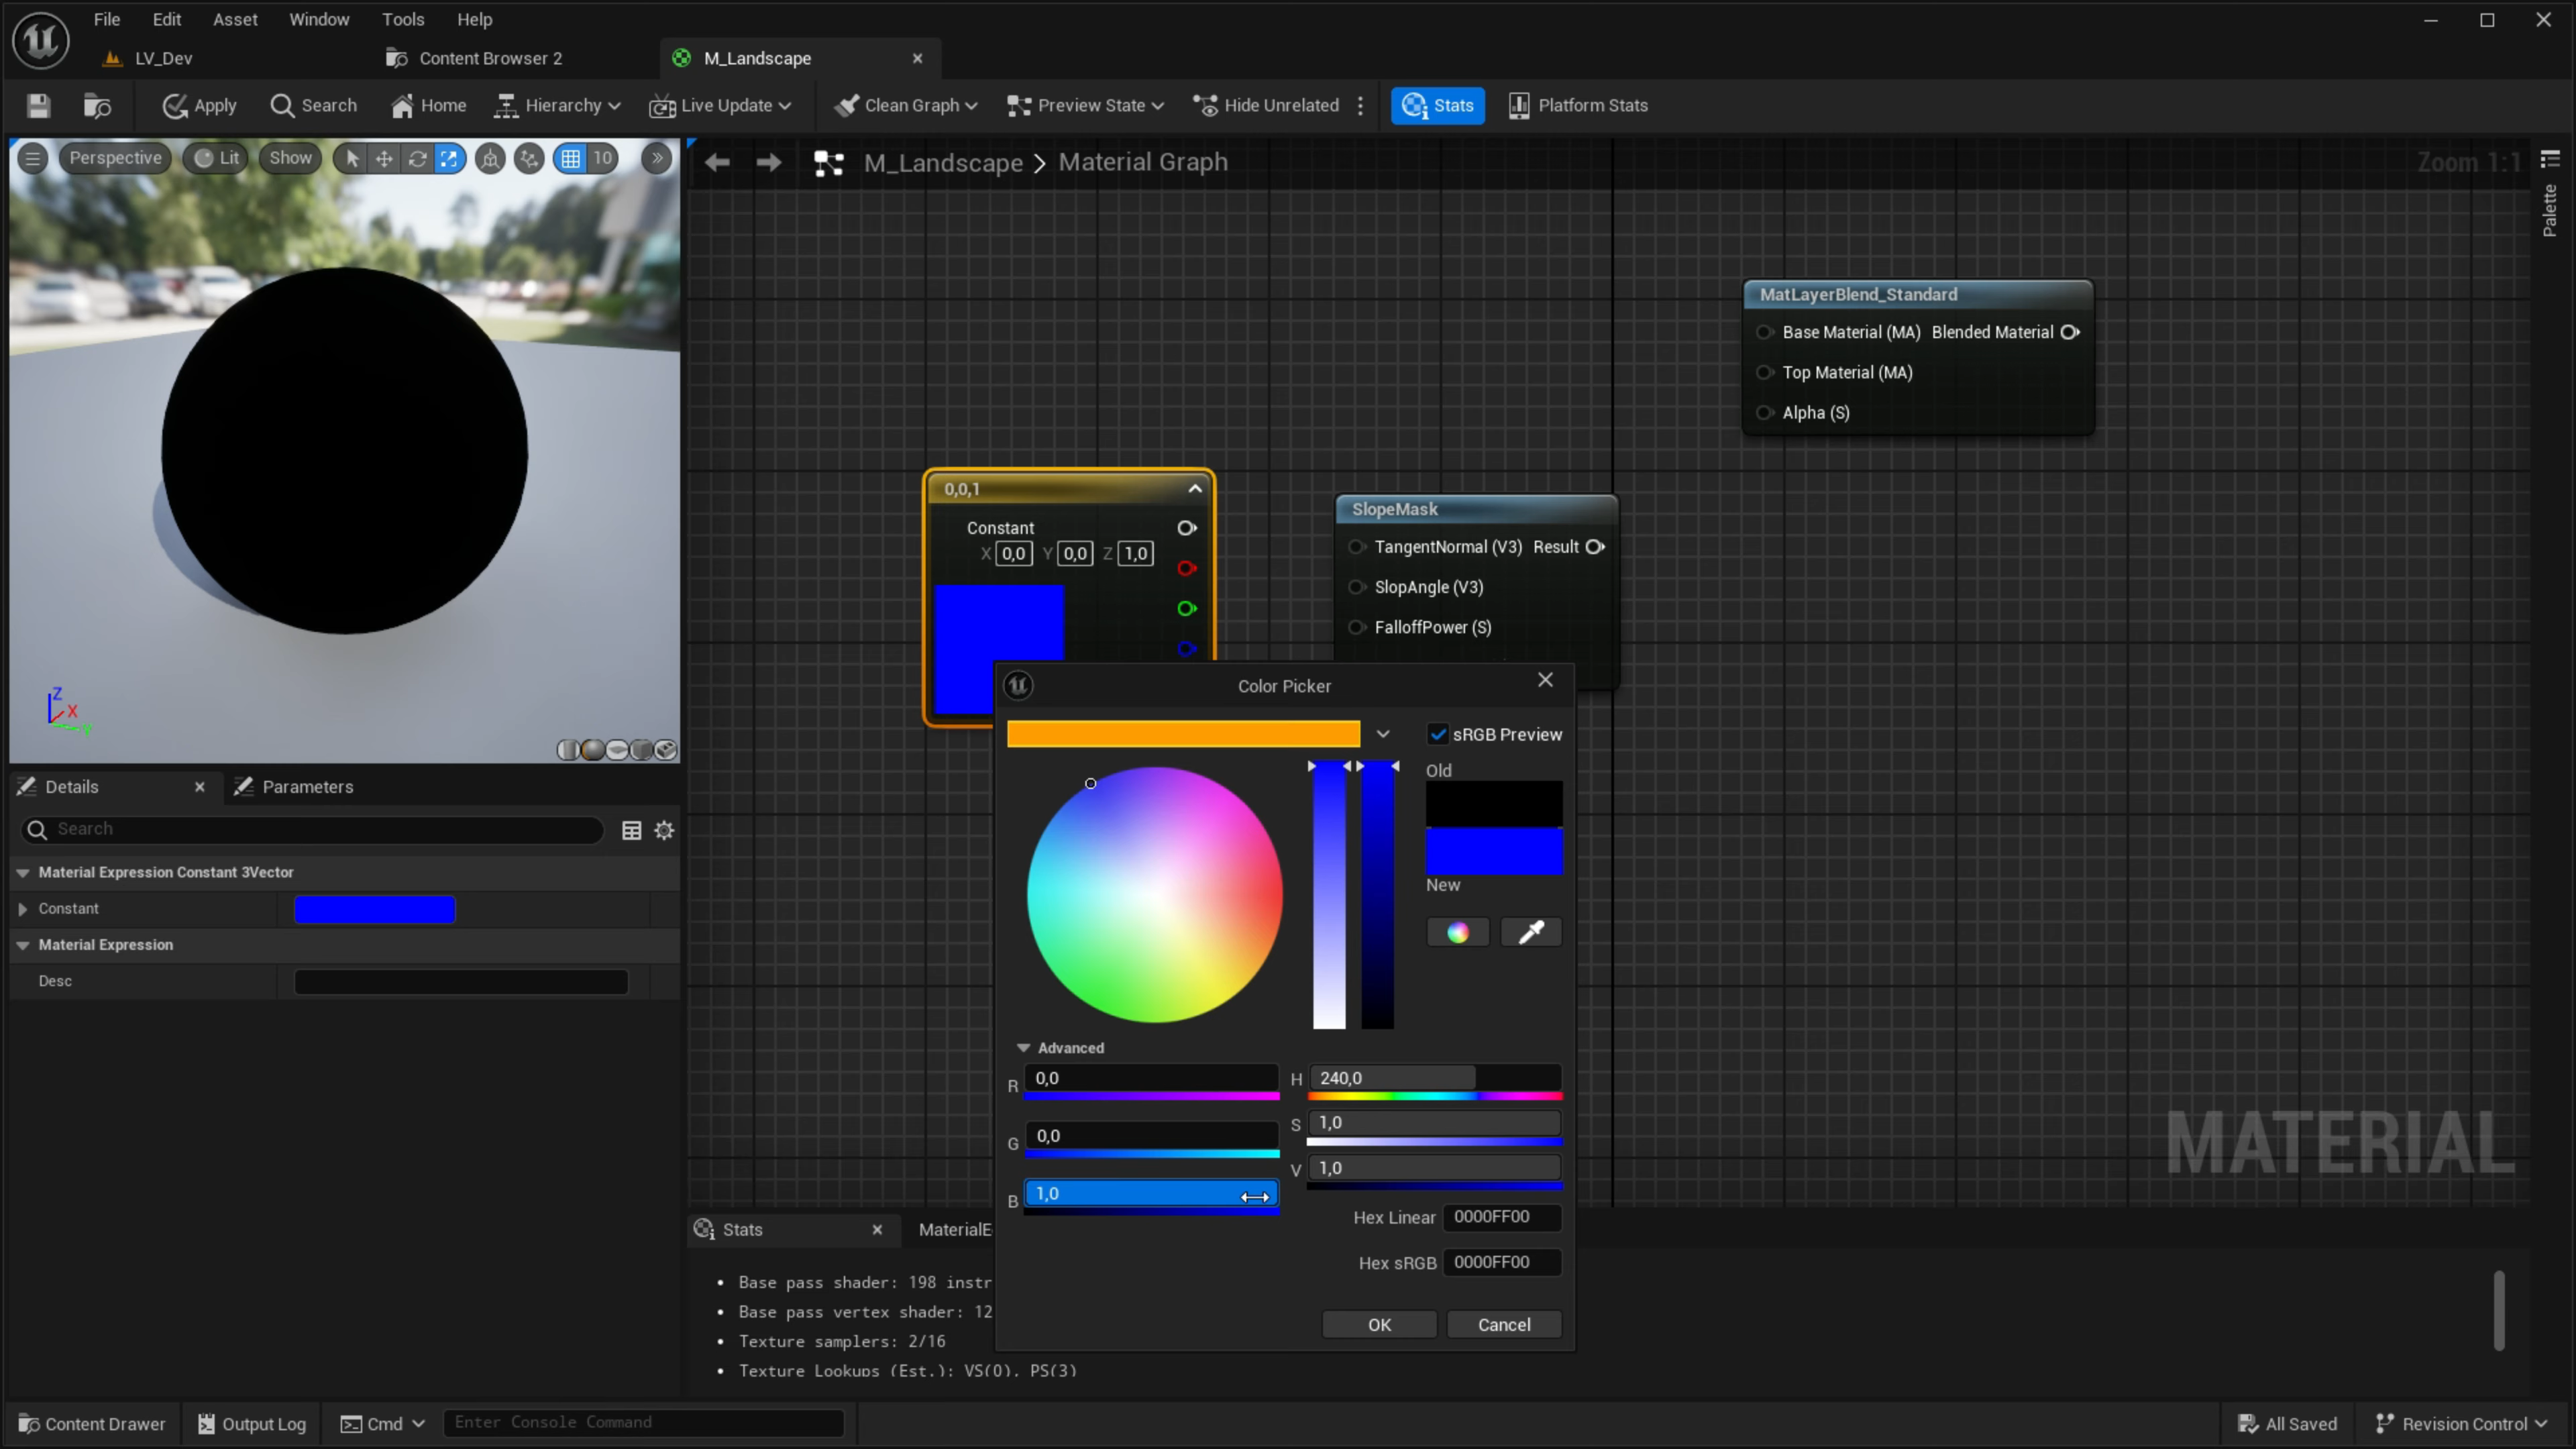 File Edit Asset Window Tools Help
LV_Dev Content Browser 2 M_Landscape
Apply Search Home Hierarchy Live Update Clean Graph Preview State Hide Unrelated Stats Platform Stats
Perspective Lit Show 10
M_Landscape > Material Graph Zoom 1:1
Palette
MatLayerBlend_Standard
Base Material (MA) Blended Material
Top Material (MA)
Alpha (S)
0,0,1
Constant
X 0,0 Y 0,0 Z 1,0
SlopeMask
TangentNormal (V3) Result
SlopAngle (V3)
FalloffPower (S)
Z
X
Y
Color Picker
sRGB Preview
Old
New
Advanced
R 0,0 H 240,0
G 0,0 S 1,0
B 1,0 V 1,0
Hex Linear 0000FF00
Hex sRGB 0000FF00
OK Cancel
Details Parameters
Search
Material Expression Constant 3Vector
Constant
Material Expression
Desc
MATERIAL
Stats
• Base pass shader: 198 instr
• Base pass vertex shader: 12
• Texture samplers: 2/16
• Texture Lookups (Est.): VS(0), PS(3)
Content Drawer Output Log Cmd Enter Console Command All Saved Revision Control